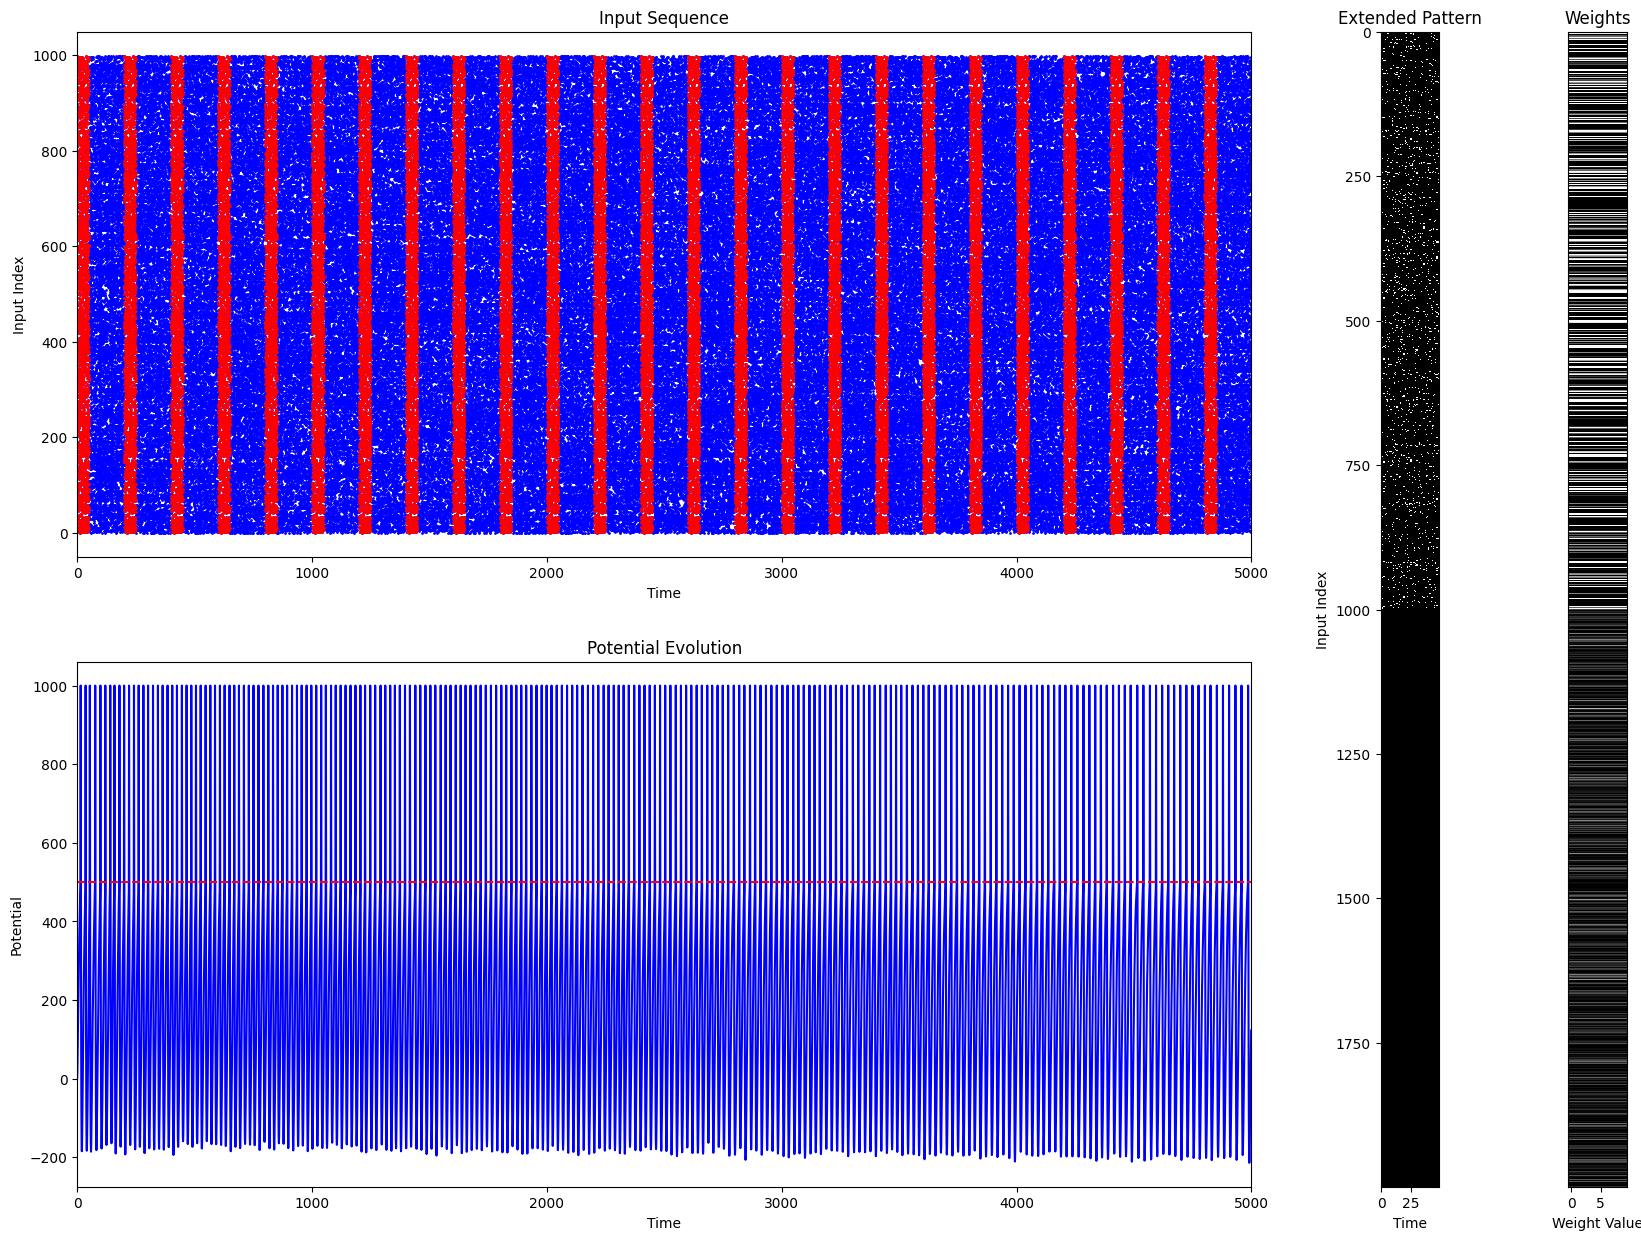 Input Sequence
1000
800
600
400
200
0
Input Index
0 1000 2000 3000 4000 5000
Time
Potential Evolution
1000
800
600
400
200
0
−200
Potential
0 1000 2000 3000 4000 5000
Time
Extended Pattern
0
250
500
750
1000
1250
1500
1750
Input Index
0 25
Time
Weights
0 5
Weight Value